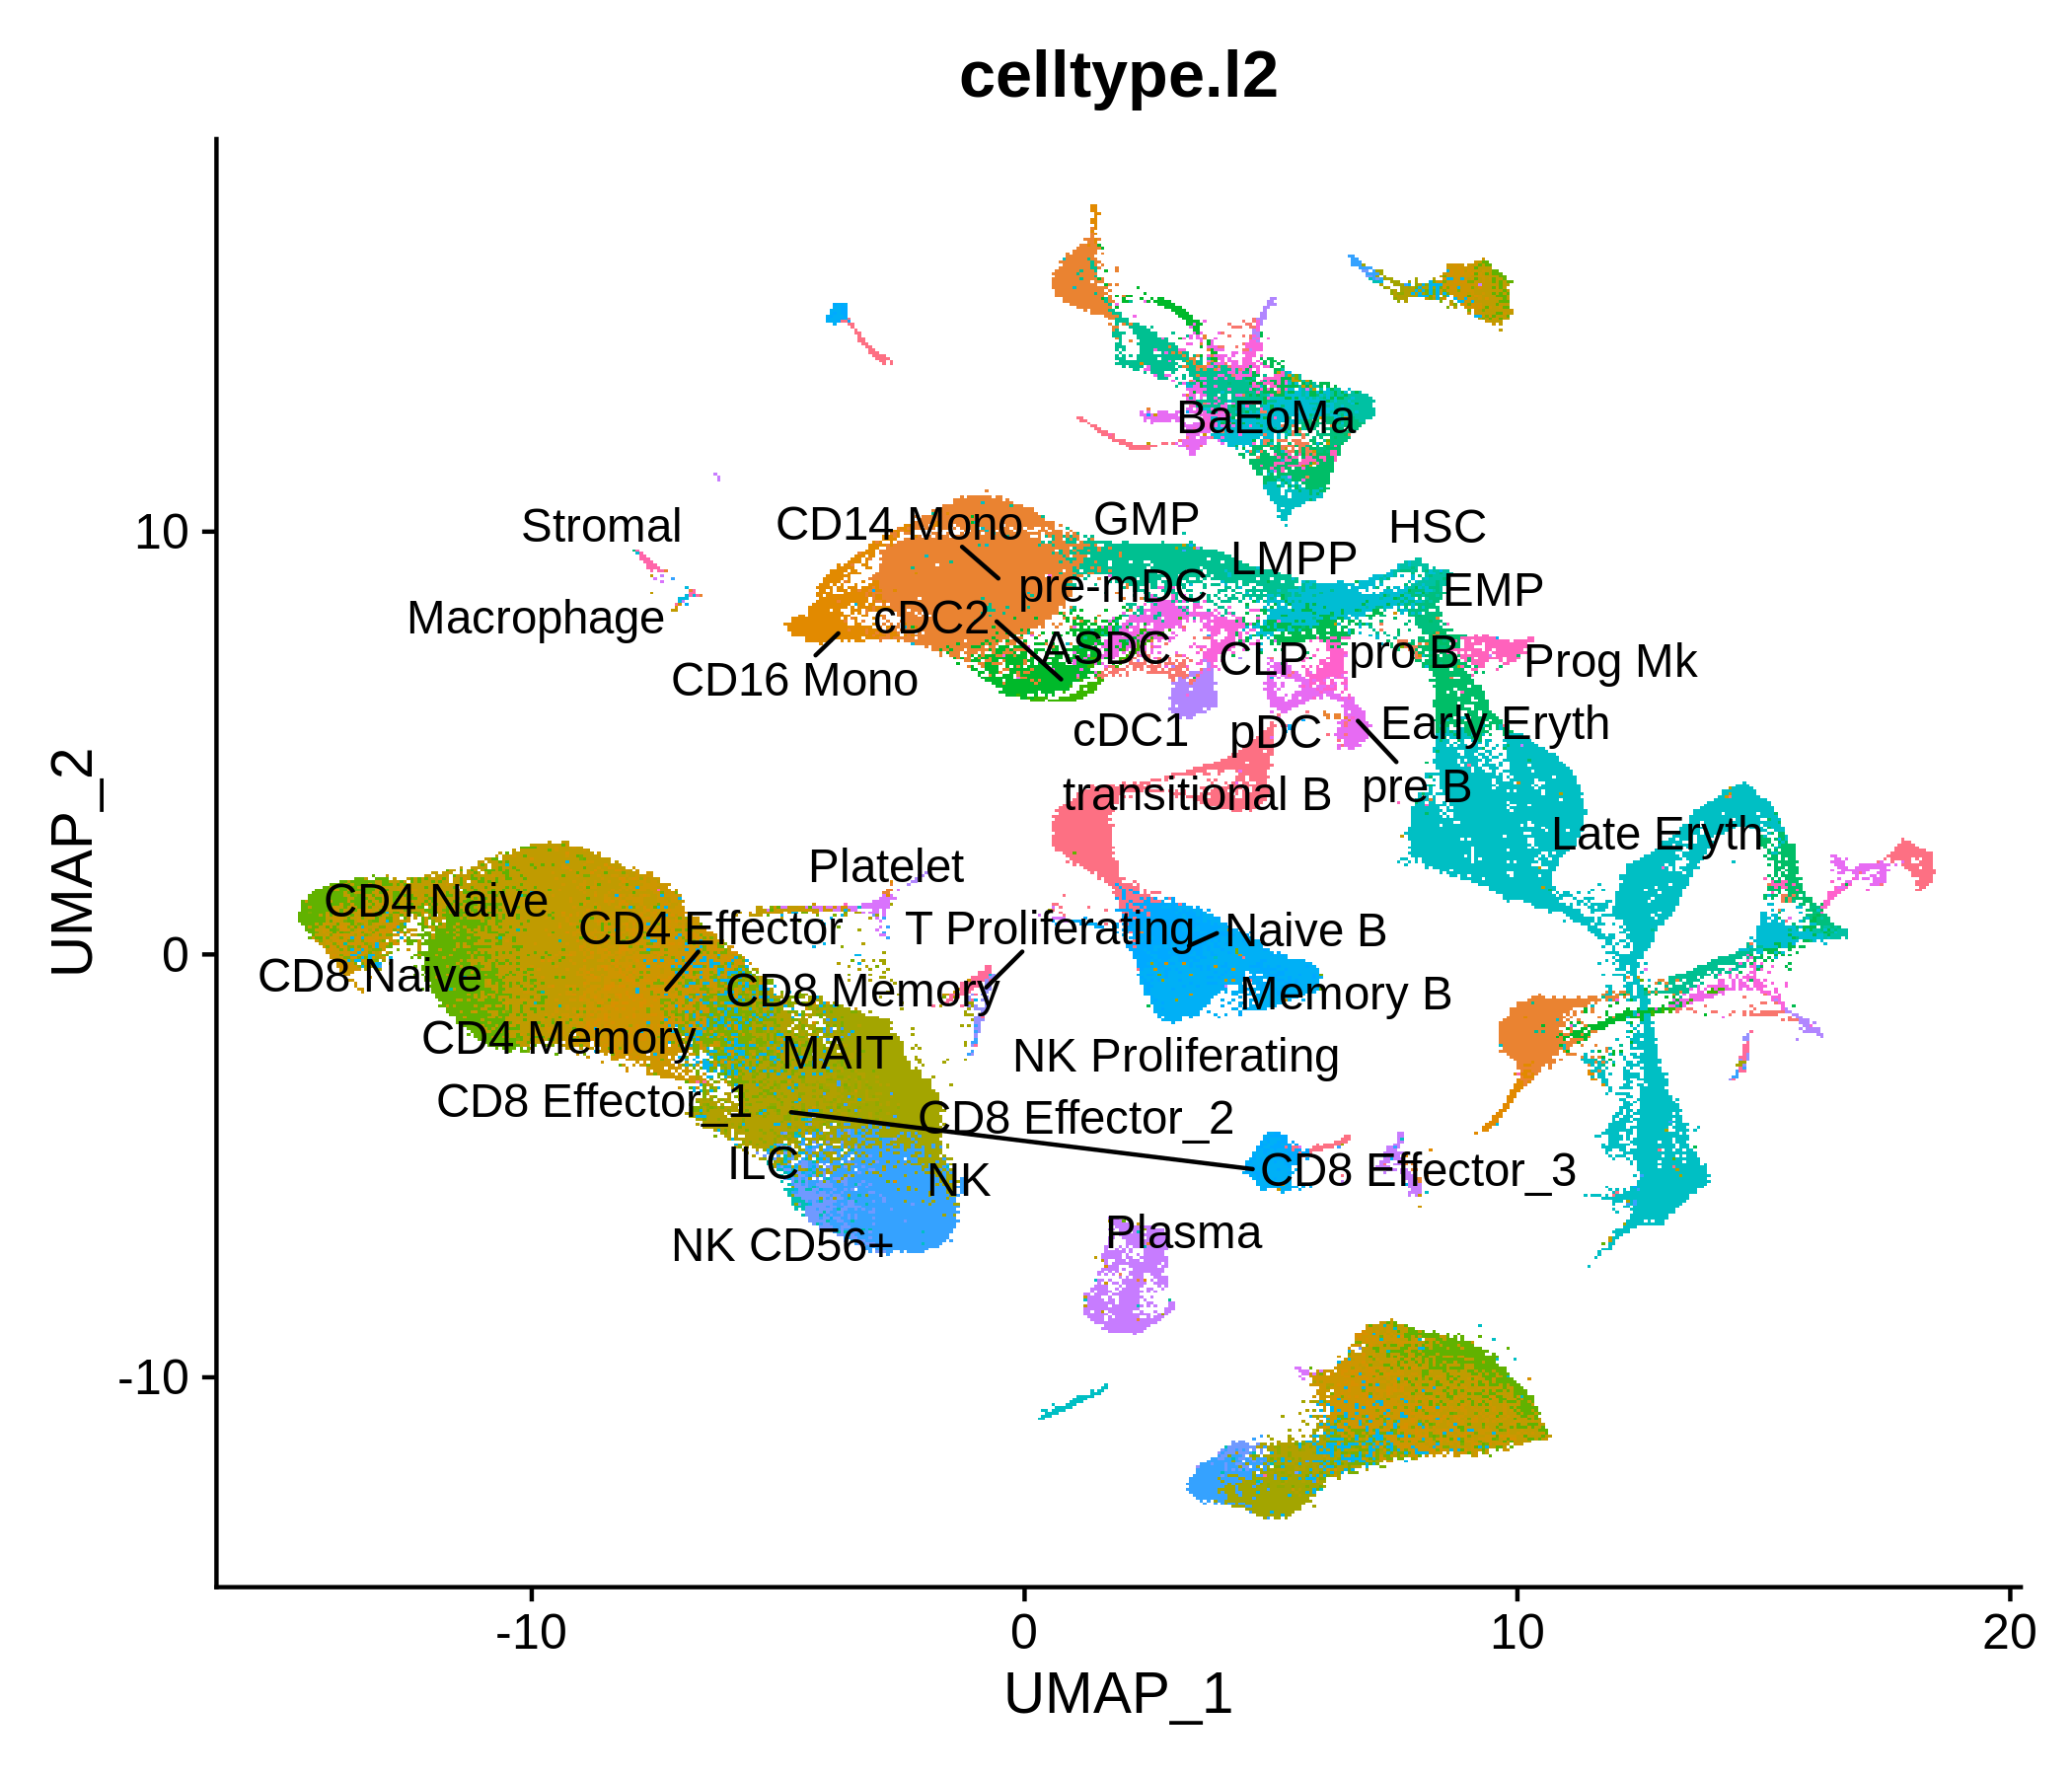 celltype.l2
UMAP_2
10
0
-10
BaEoMa
Stromal
CD14 Mono
GMP
HSC
LMPP
pre-mDC
EMP
Macrophage
cDC2
ASDC
CLP
pro B
Prog Mk
CD16 Mono
cDC1
pDC
Early Eryth
transitional B
pre B
Late Eryth
Platelet
CD4 Naive
CD4 Effector
T Proliferating
Naive B
CD8 Naive
CD8 Memory
Memory B
CD4 Memory
MAIT
NK Proliferating
CD8 Effector_1
CD8 Effector_2
ILC
NK
CD8 Effector_3
NK CD56+
Plasma
-10
0
10
20
UMAP_1